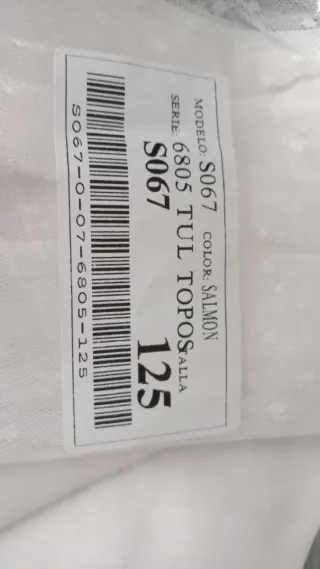 MODELO: S067 COLOR: SALMON
SERIE: 6805 TUL TOPOS
S067 TALLA 125
S067-0-07-6805-125